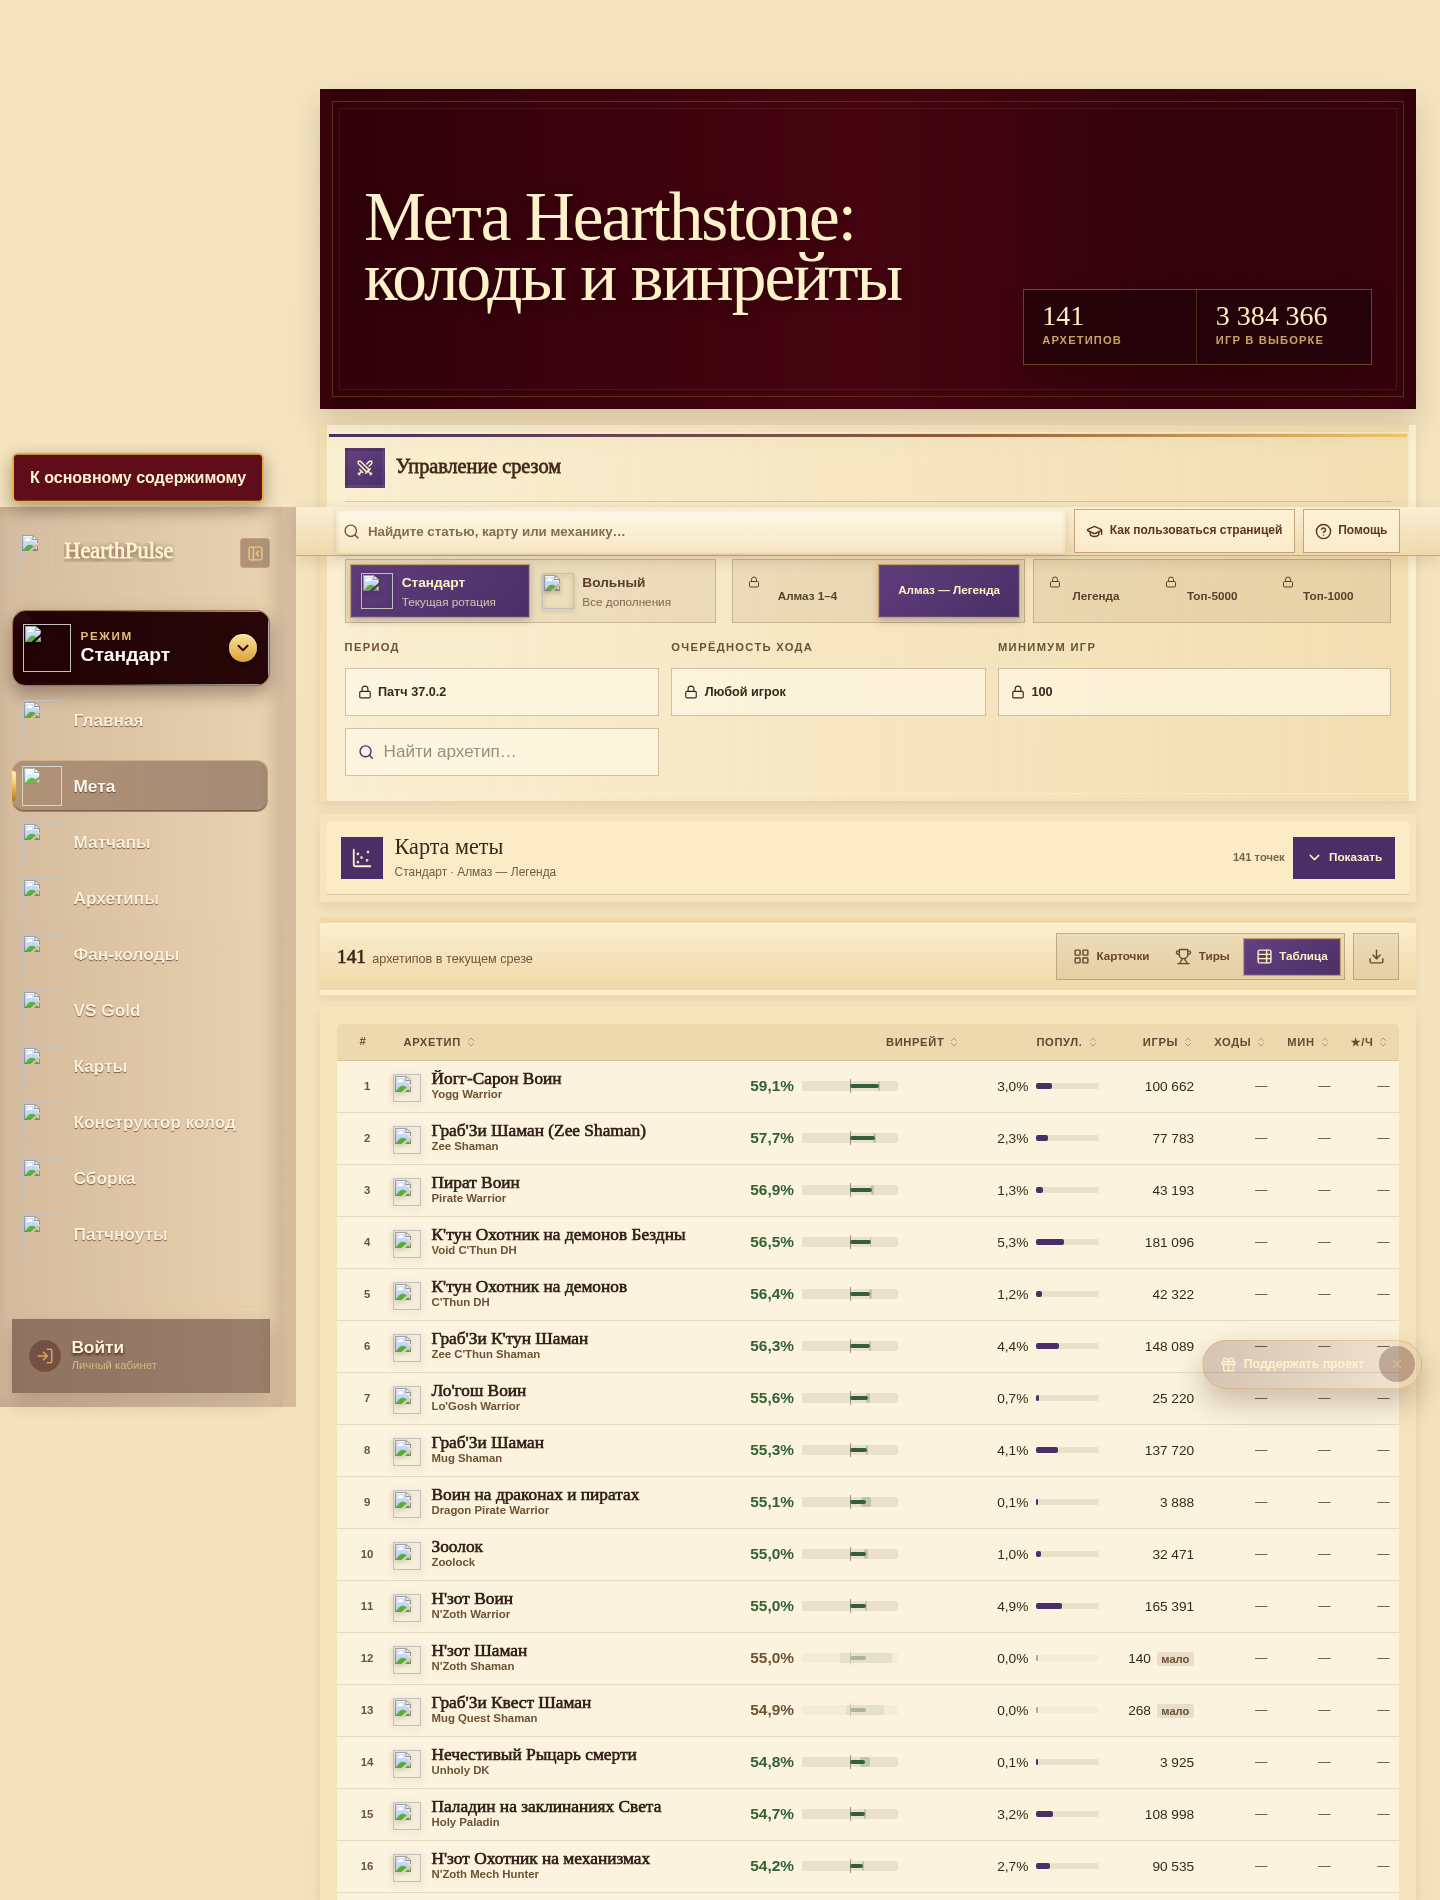 Мета Hearthstone:
колоды и винрейты
141
АРХЕТИПОВ
3 384 366
ИГР В ВЫБОРКЕ
К основному содержимому
HearthPulse
РЕЖИМ
Стандарт
Главная
Мета
Матчапы
Архетипы
Фан-колоды
VS Gold
Карты
Конструктор колод
Сборка
Патчноуты
Войти
Личный кабинет
Управление срезом
Найдите статью, карту или механику…
Как пользоваться страницей
Помощь
Стандарт
Текущая ротация
Вольный
Все дополнения
Алмаз 1–4
Алмаз — Легенда
Легенда
Топ-5000
Топ-1000
ПЕРИОД
ОЧЕРЁДНОСТЬ ХОДА
МИНИМУМ ИГР
Патч 37.0.2
Любой игрок
100
Найти архетип…
Карта меты
Стандарт · Алмаз — Легенда
141 точек
Показать
141 архетипов в текущем срезе
Карточки
Тиры
Таблица
# АРХЕТИП ВИНРЕЙТ ПОПУЛ. ИГРЫ ХОДЫ МИН ★/Ч
1 Йогг-Сарон Воин 59,1% 3,0% 100 662 — — —
Yogg Warrior
2 Граб'Зи Шаман (Zee Shaman) 57,7% 2,3% 77 783 — — —
Zee Shaman
3 Пират Воин 56,9% 1,3% 43 193 — — —
Pirate Warrior
4 К'тун Охотник на демонов Бездны 56,5% 5,3% 181 096 — — —
Void C'Thun DH
5 К'тун Охотник на демонов 56,4% 1,2% 42 322 — — —
C'Thun DH
6 Граб'Зи К'тун Шаман 56,3% 4,4% 148 089 — — —
Zee C'Thun Shaman
Поддержать проект
7 Ло'гош Воин 55,6% 0,7% 25 220 — — —
Lo'Gosh Warrior
8 Граб'Зи Шаман 55,3% 4,1% 137 720 — — —
Mug Shaman
9 Воин на драконах и пиратах 55,1% 0,1% 3 888 — — —
Dragon Pirate Warrior
10 Зоолок 55,0% 1,0% 32 471 — — —
Zoolock
11 Н'зот Воин 55,0% 4,9% 165 391 — — —
N'Zoth Warrior
12 Н'зот Шаман 55,0% 0,0% 140 мало — — —
N'Zoth Shaman
13 Граб'Зи Квест Шаман 54,9% 0,0% 268 мало — — —
Mug Quest Shaman
14 Нечестивый Рыцарь смерти 54,8% 0,1% 3 925 — — —
Unholy DK
15 Паладин на заклинаниях Света 54,7% 3,2% 108 998 — — —
Holy Paladin
16 Н'зот Охотник на механизмах 54,2% 2,7% 90 535 — — —
N'Zoth Mech Hunter